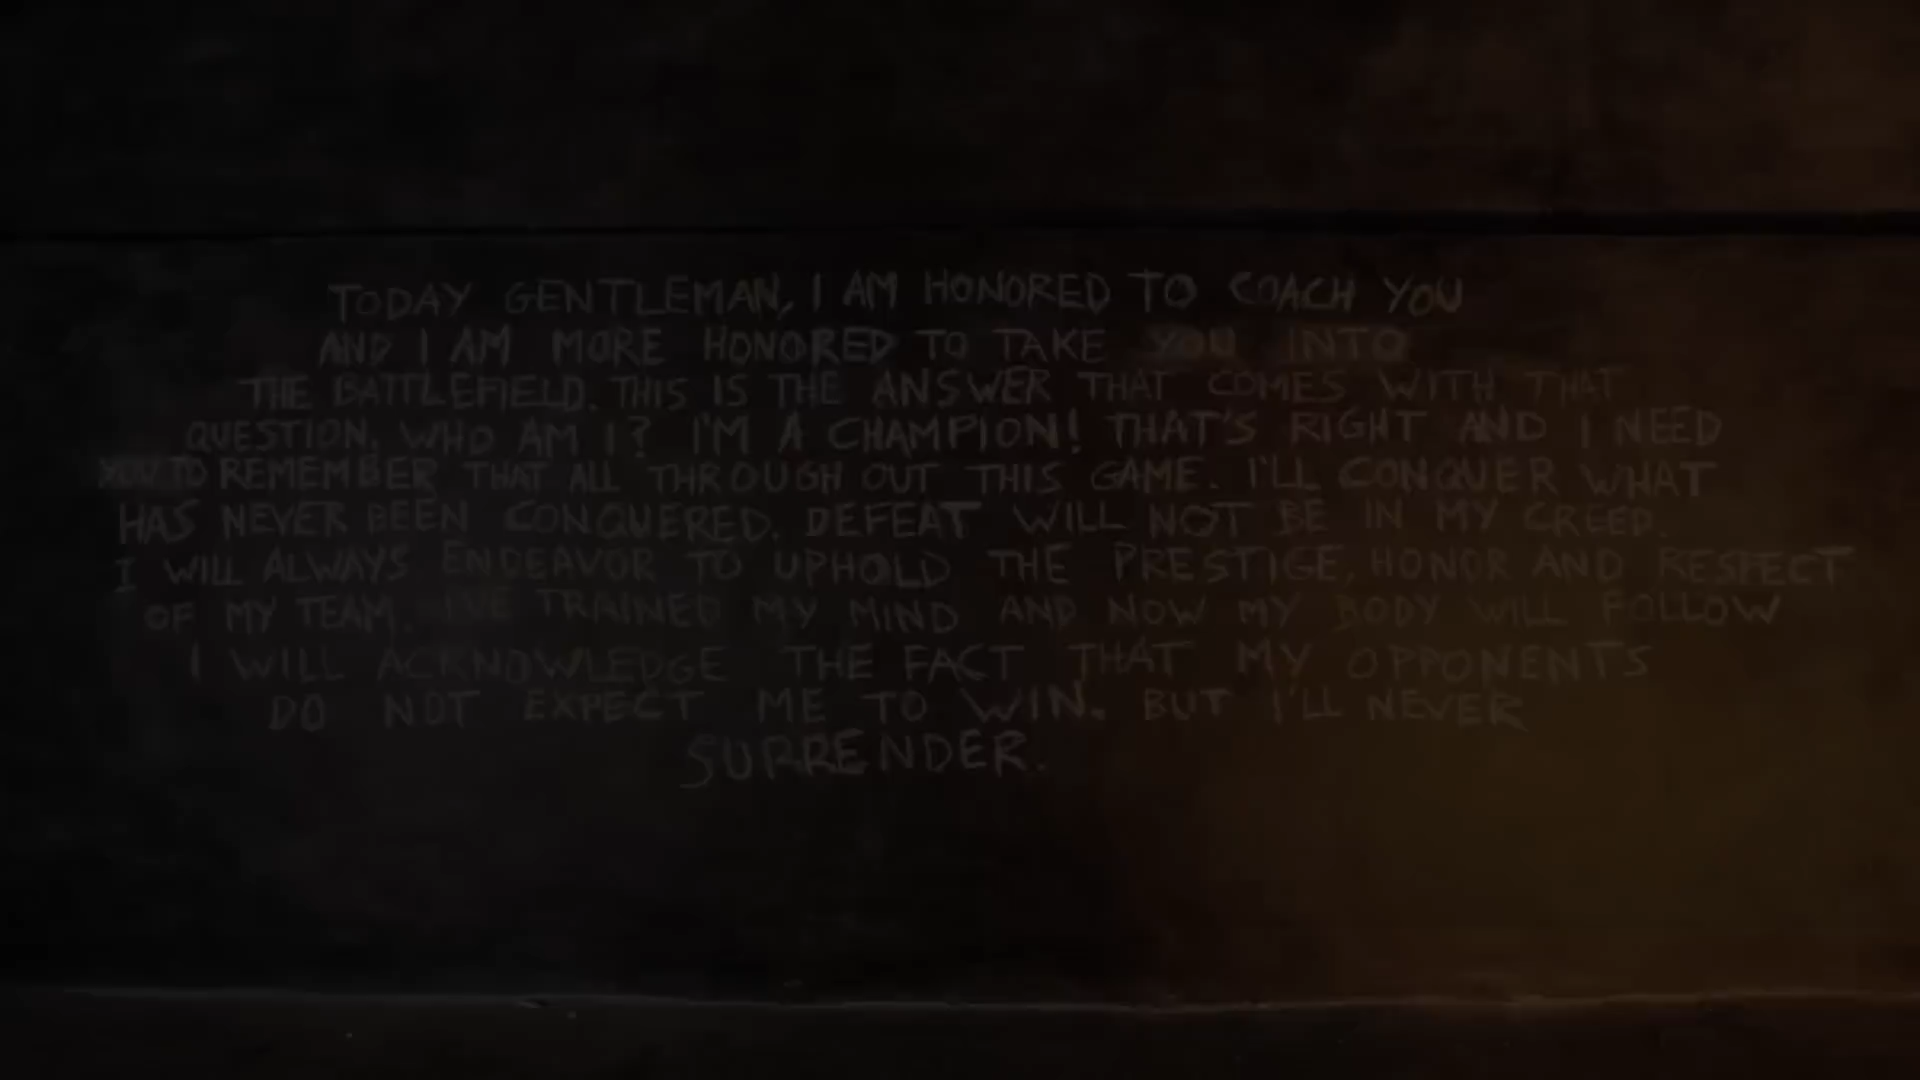 TODAY GENTLEMAN, I AM HONORED TO COACH YOU
AND I AM MORE HONORED TO TAKE YOU INTO
THE BATTLEFIELD. THIS IS THE ANSWER THAT COMES WITH THAT
QUESTION. WHO AM I? I'M A CHAMPION! THAT'S RIGHT AND I NEED
YOU TO REMEMBER THAT ALL THROUGH OUT THIS GAME. I'LL CONQUER WHAT
HAS NEVER BEEN CONQUERED. DEFEAT WILL NOT BE IN MY CREED.
I WILL ALWAYS ENDEAVOR TO UPHOLD THE PRESTIGE, HONOR AND RESPECT
OF MY TEAM. I'VE TRAINED MY MIND AND NOW MY BODY WILL FOLLOW
I WILL ACKNOWLEDGE THE FACT THAT MY OPPONENTS
DO NOT EXPECT ME TO WIN. BUT I'LL NEVER
SURRENDER.